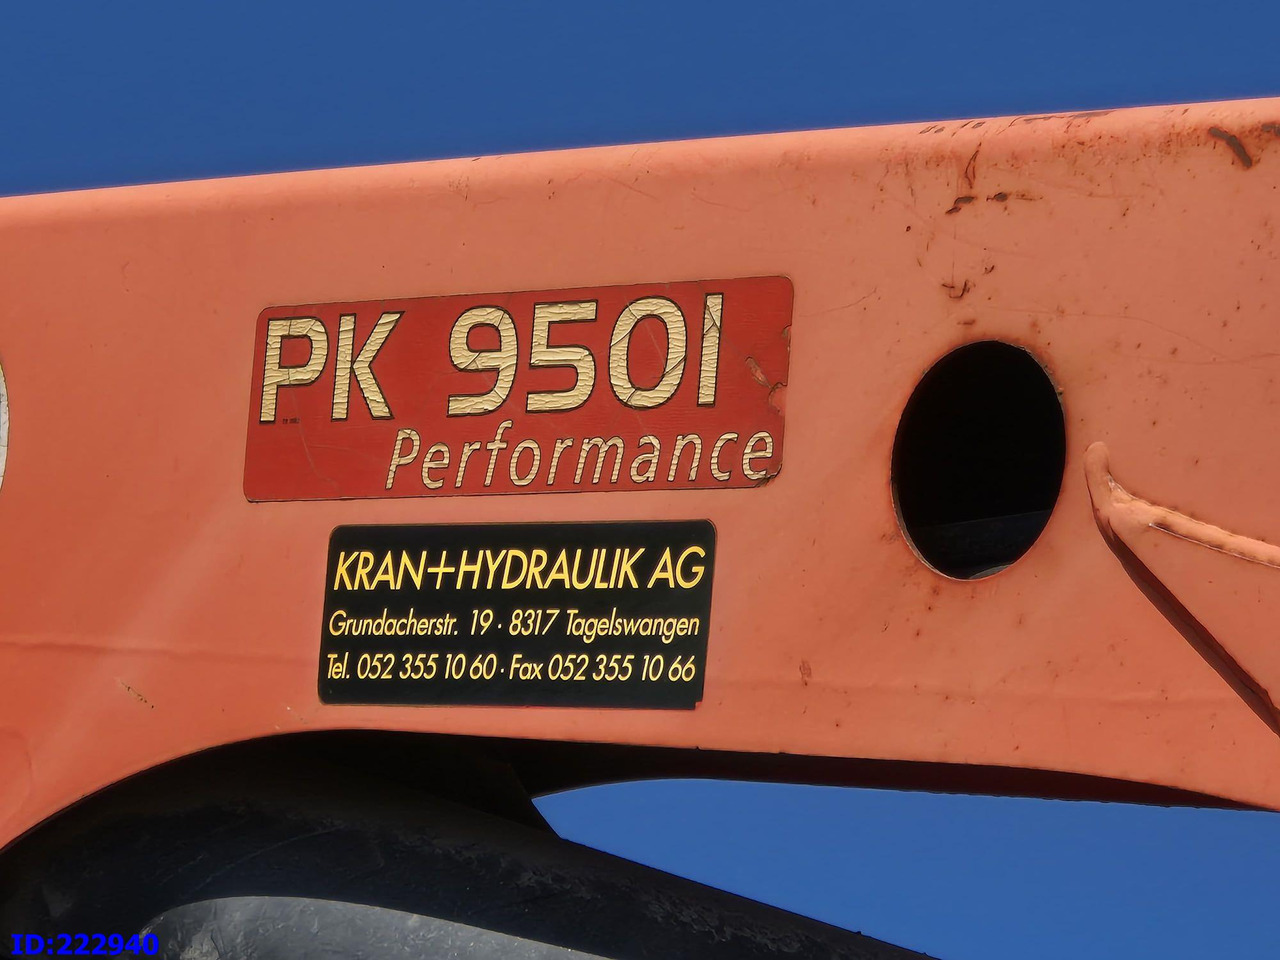 PK 9501
Performance
KRAN+HYDRAULIK AG
Grundacherstr. 19 · 8317 Tagelswangen
Tel. 052 355 10 60 · Fax 052 355 10 66
ID:222940